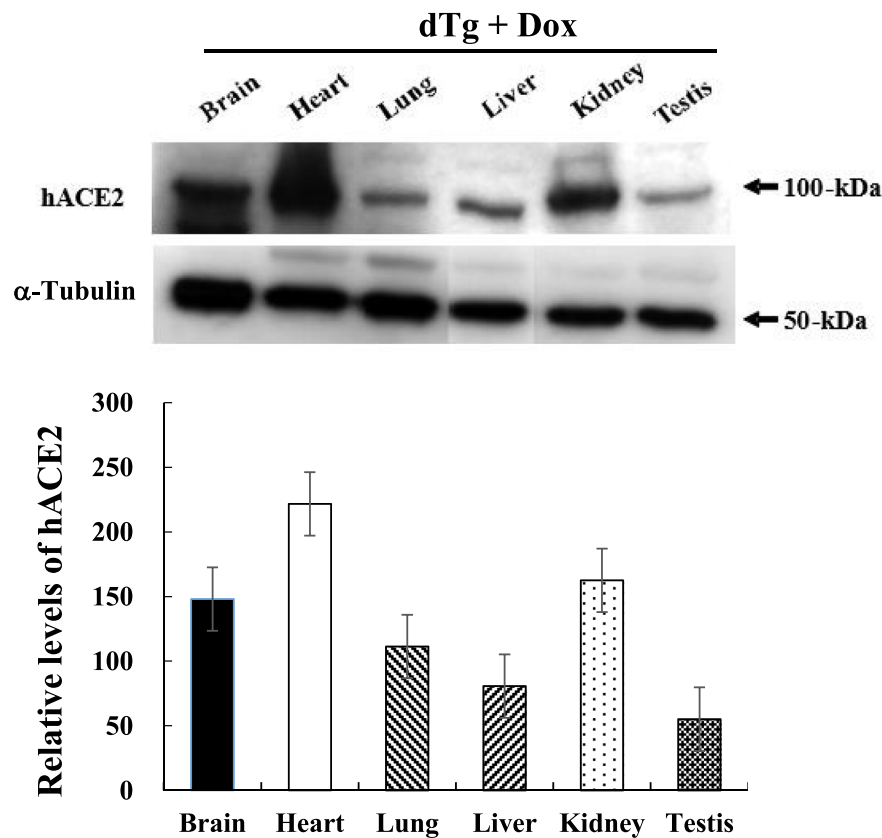 dTg + Dox
Brain Heart Lung Liver Kidney Testis
hACE2
100-kDa
α-Tubulin
50-kDa
Relative levels of hACE2
300
250
200
150
100
50
0
Brain Heart Lung Liver Kidney Testis